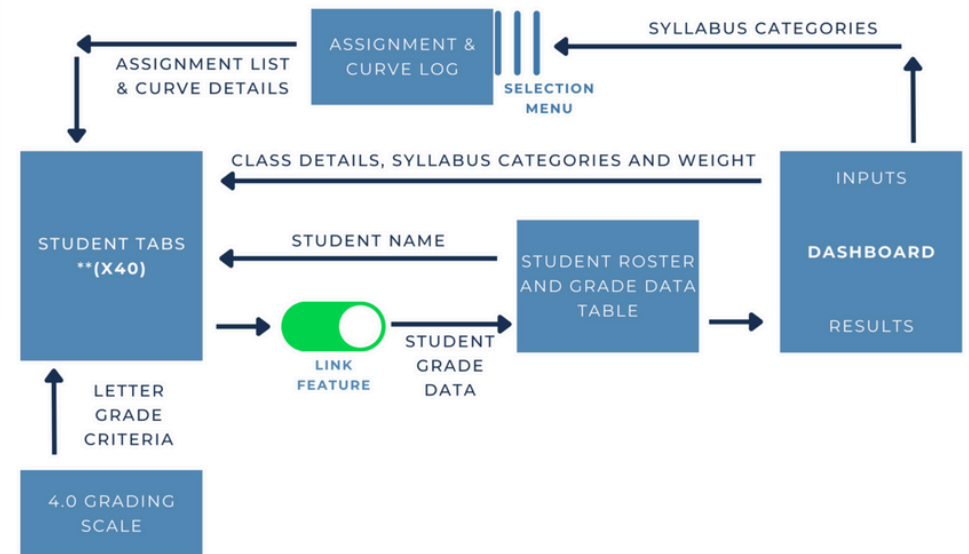 ASSIGNMENT &
CURVE LOG
SYLLABUS CATEGORIES
ASSIGNMENT LIST
& CURVE DETAILS
SELECTION
MENU
CLASS DETAILS, SYLLABUS CATEGORIES AND WEIGHT
INPUTS
DASHBOARD
RESULTS
STUDENT TABS
**(X40)
STUDENT NAME
STUDENT ROSTER
AND GRADE DATA
TABLE
LINK
FEATURE
STUDENT
GRADE
DATA
LETTER
GRADE
CRITERIA
4.0 GRADING
SCALE